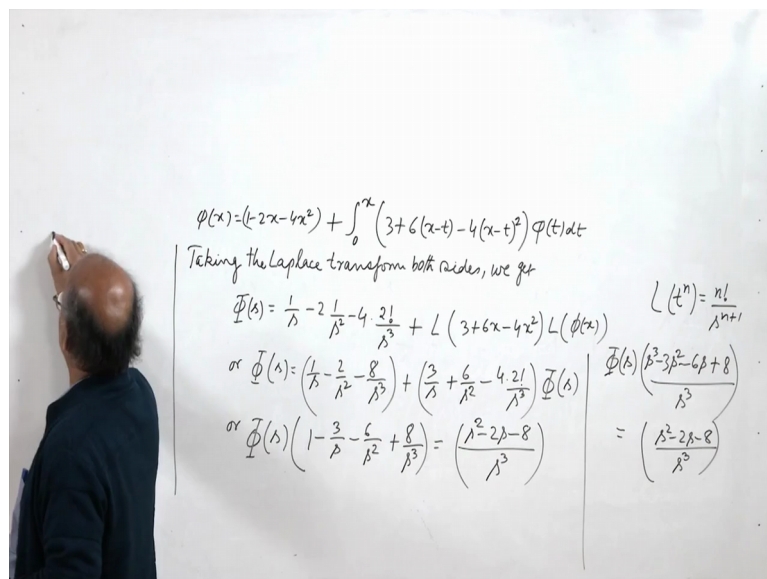 φ(x)=(1-2x-4x²) + ∫₀ˣ (3+6(x-t)-4(x-t)²) φ(t)dt
Taking the Laplace transform both sides, we get
Φ(s) = 1/s - 2 1/s² - 4. 2!/s³ + L(3+6x-4x²) L(φ(x))
or Φ(s) = (1/s - 2/s² - 8/s³) + (3/s + 6/s² - 4. 2!/s³) Φ(s)
or Φ(s) (1 - 3/s - 6/s² + 8/s³) = ((s²-2s-8)/s³)
L(tⁿ) = n!/sⁿ⁺¹
Φ(s) ((s³-3s²-6s+8)/s³)
= ((s²-2s-8)/s³)